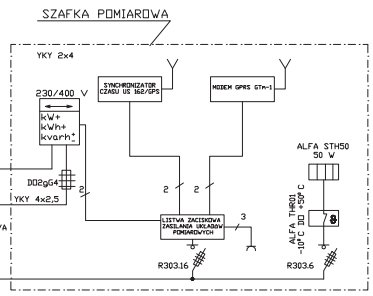 SZAFKA POMIAROWA
YKY 2x4
SYNCHRONIZATOR
CZASU US 162/GPS
MODEM GPRS GTm-1
230/400 V
kW+
kWh+
kvarh±
ALFA STH50
50 W
DO2gG4
2
2
2
YKY 4x2,5
LISTWA ZACISKOWA
ZASILANIA UKŁADÓW
POMIAROWYCH
3
ALFA THR01
-10°C DO +50°C
R303.16
R303.6